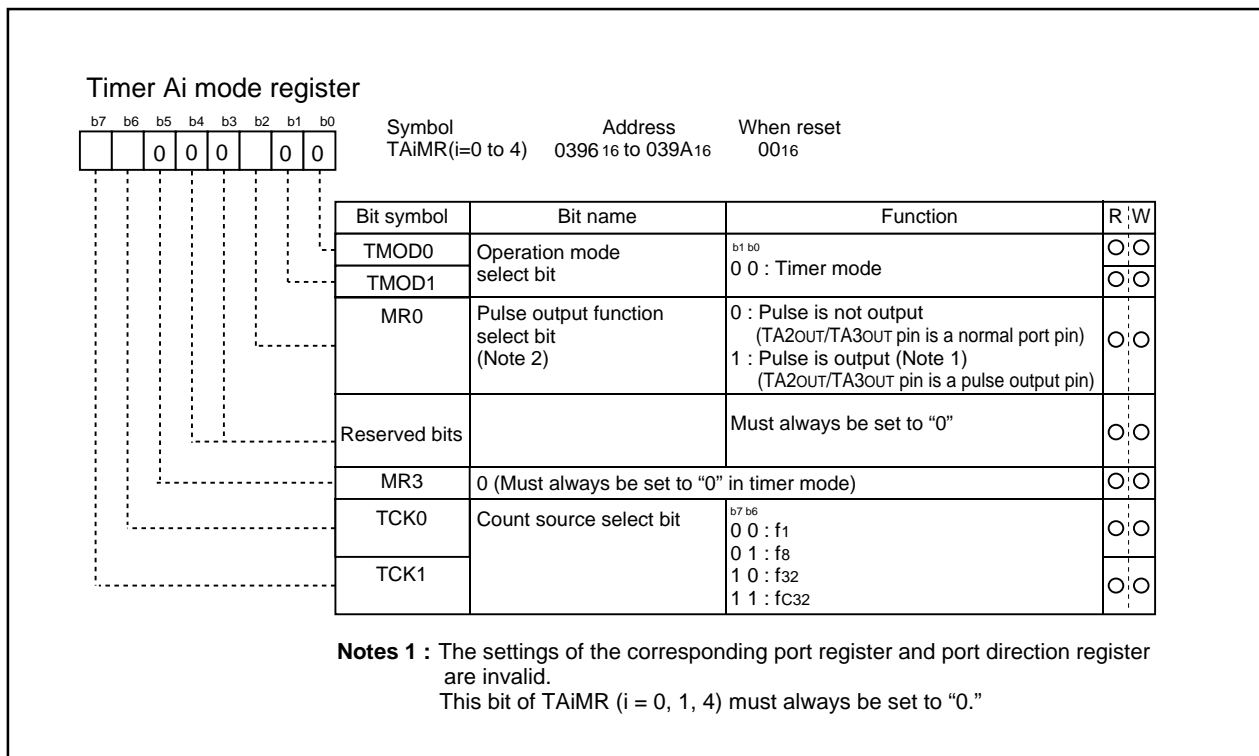 Timer Ai mode register
b7 b6 b5 b4 b3 b2 b1 b0
0 0 0 0 0
Symbol Address When reset
TAiMR(i=0 to 4) 039616 to 039A16 0016
Bit symbol Bit name Function R W
TMOD0
TMOD1
Operation mode
select bit
b1 b0
0 0 : Timer mode
MR0
Pulse output function
select bit
(Note 2)
0 : Pulse is not output
(TA2OUT/TA3OUT pin is a normal port pin)
1 : Pulse is output (Note 1)
(TA2OUT/TA3OUT pin is a pulse output pin)
Reserved bits
Must always be set to “0”
MR3 0 (Must always be set to “0” in timer mode)
TCK0
TCK1
Count source select bit
b7 b6
0 0 : f1
0 1 : f8
1 0 : f32
1 1 : fC32
Notes 1 : The settings of the corresponding port register and port direction register
are invalid.
This bit of TAiMR (i = 0, 1, 4) must always be set to “0.”